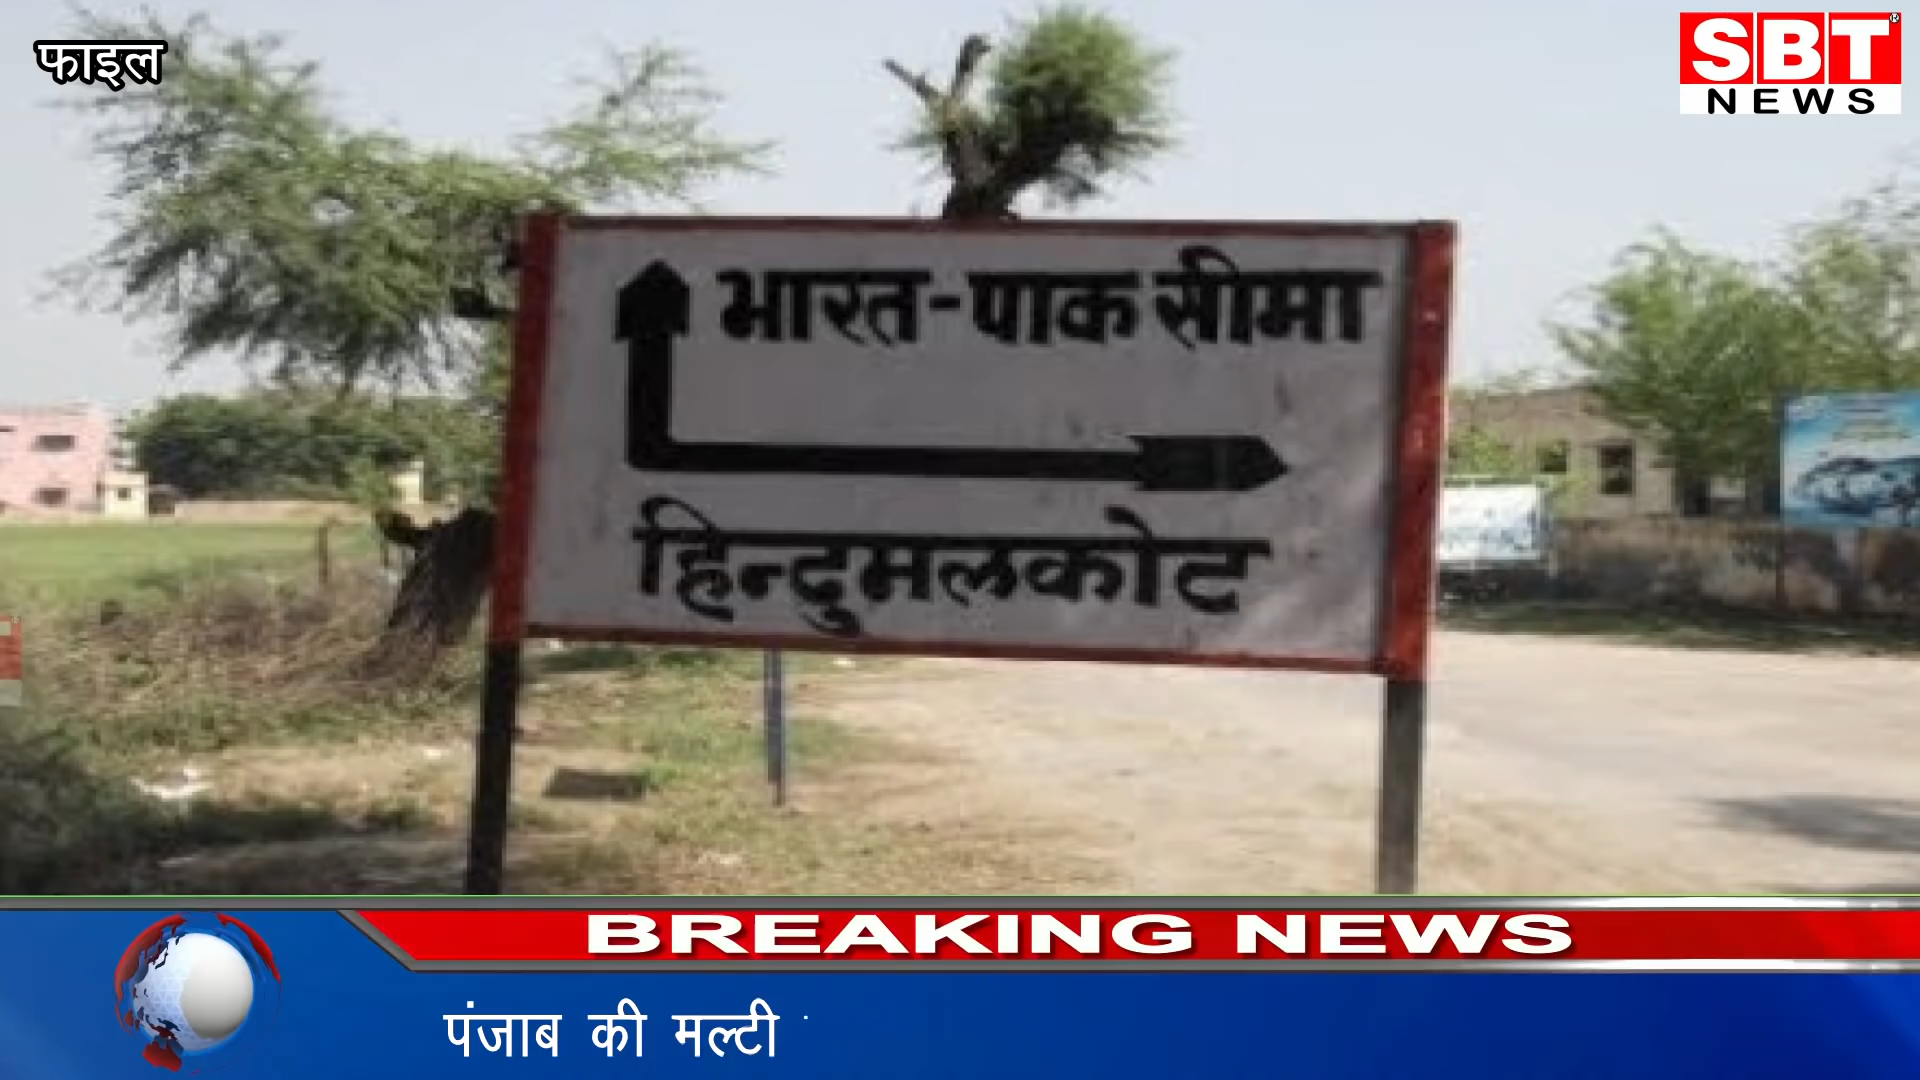 फाइल
SBT
NEWS
भारत-पाक सीमा
हिन्दुमलकोट
BREAKING NEWS
पंजाब की मल्टी